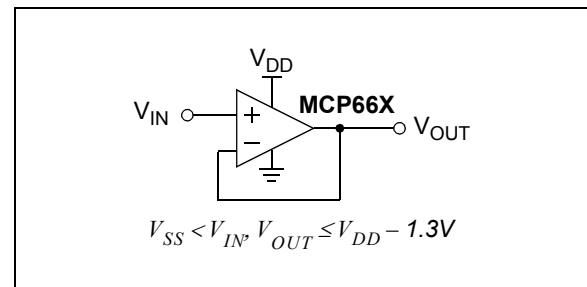 V_DD
MCP66X
V_IN
+
V_OUT
−
V_SS < V_IN, V_OUT ≤ V_DD – 1.3V